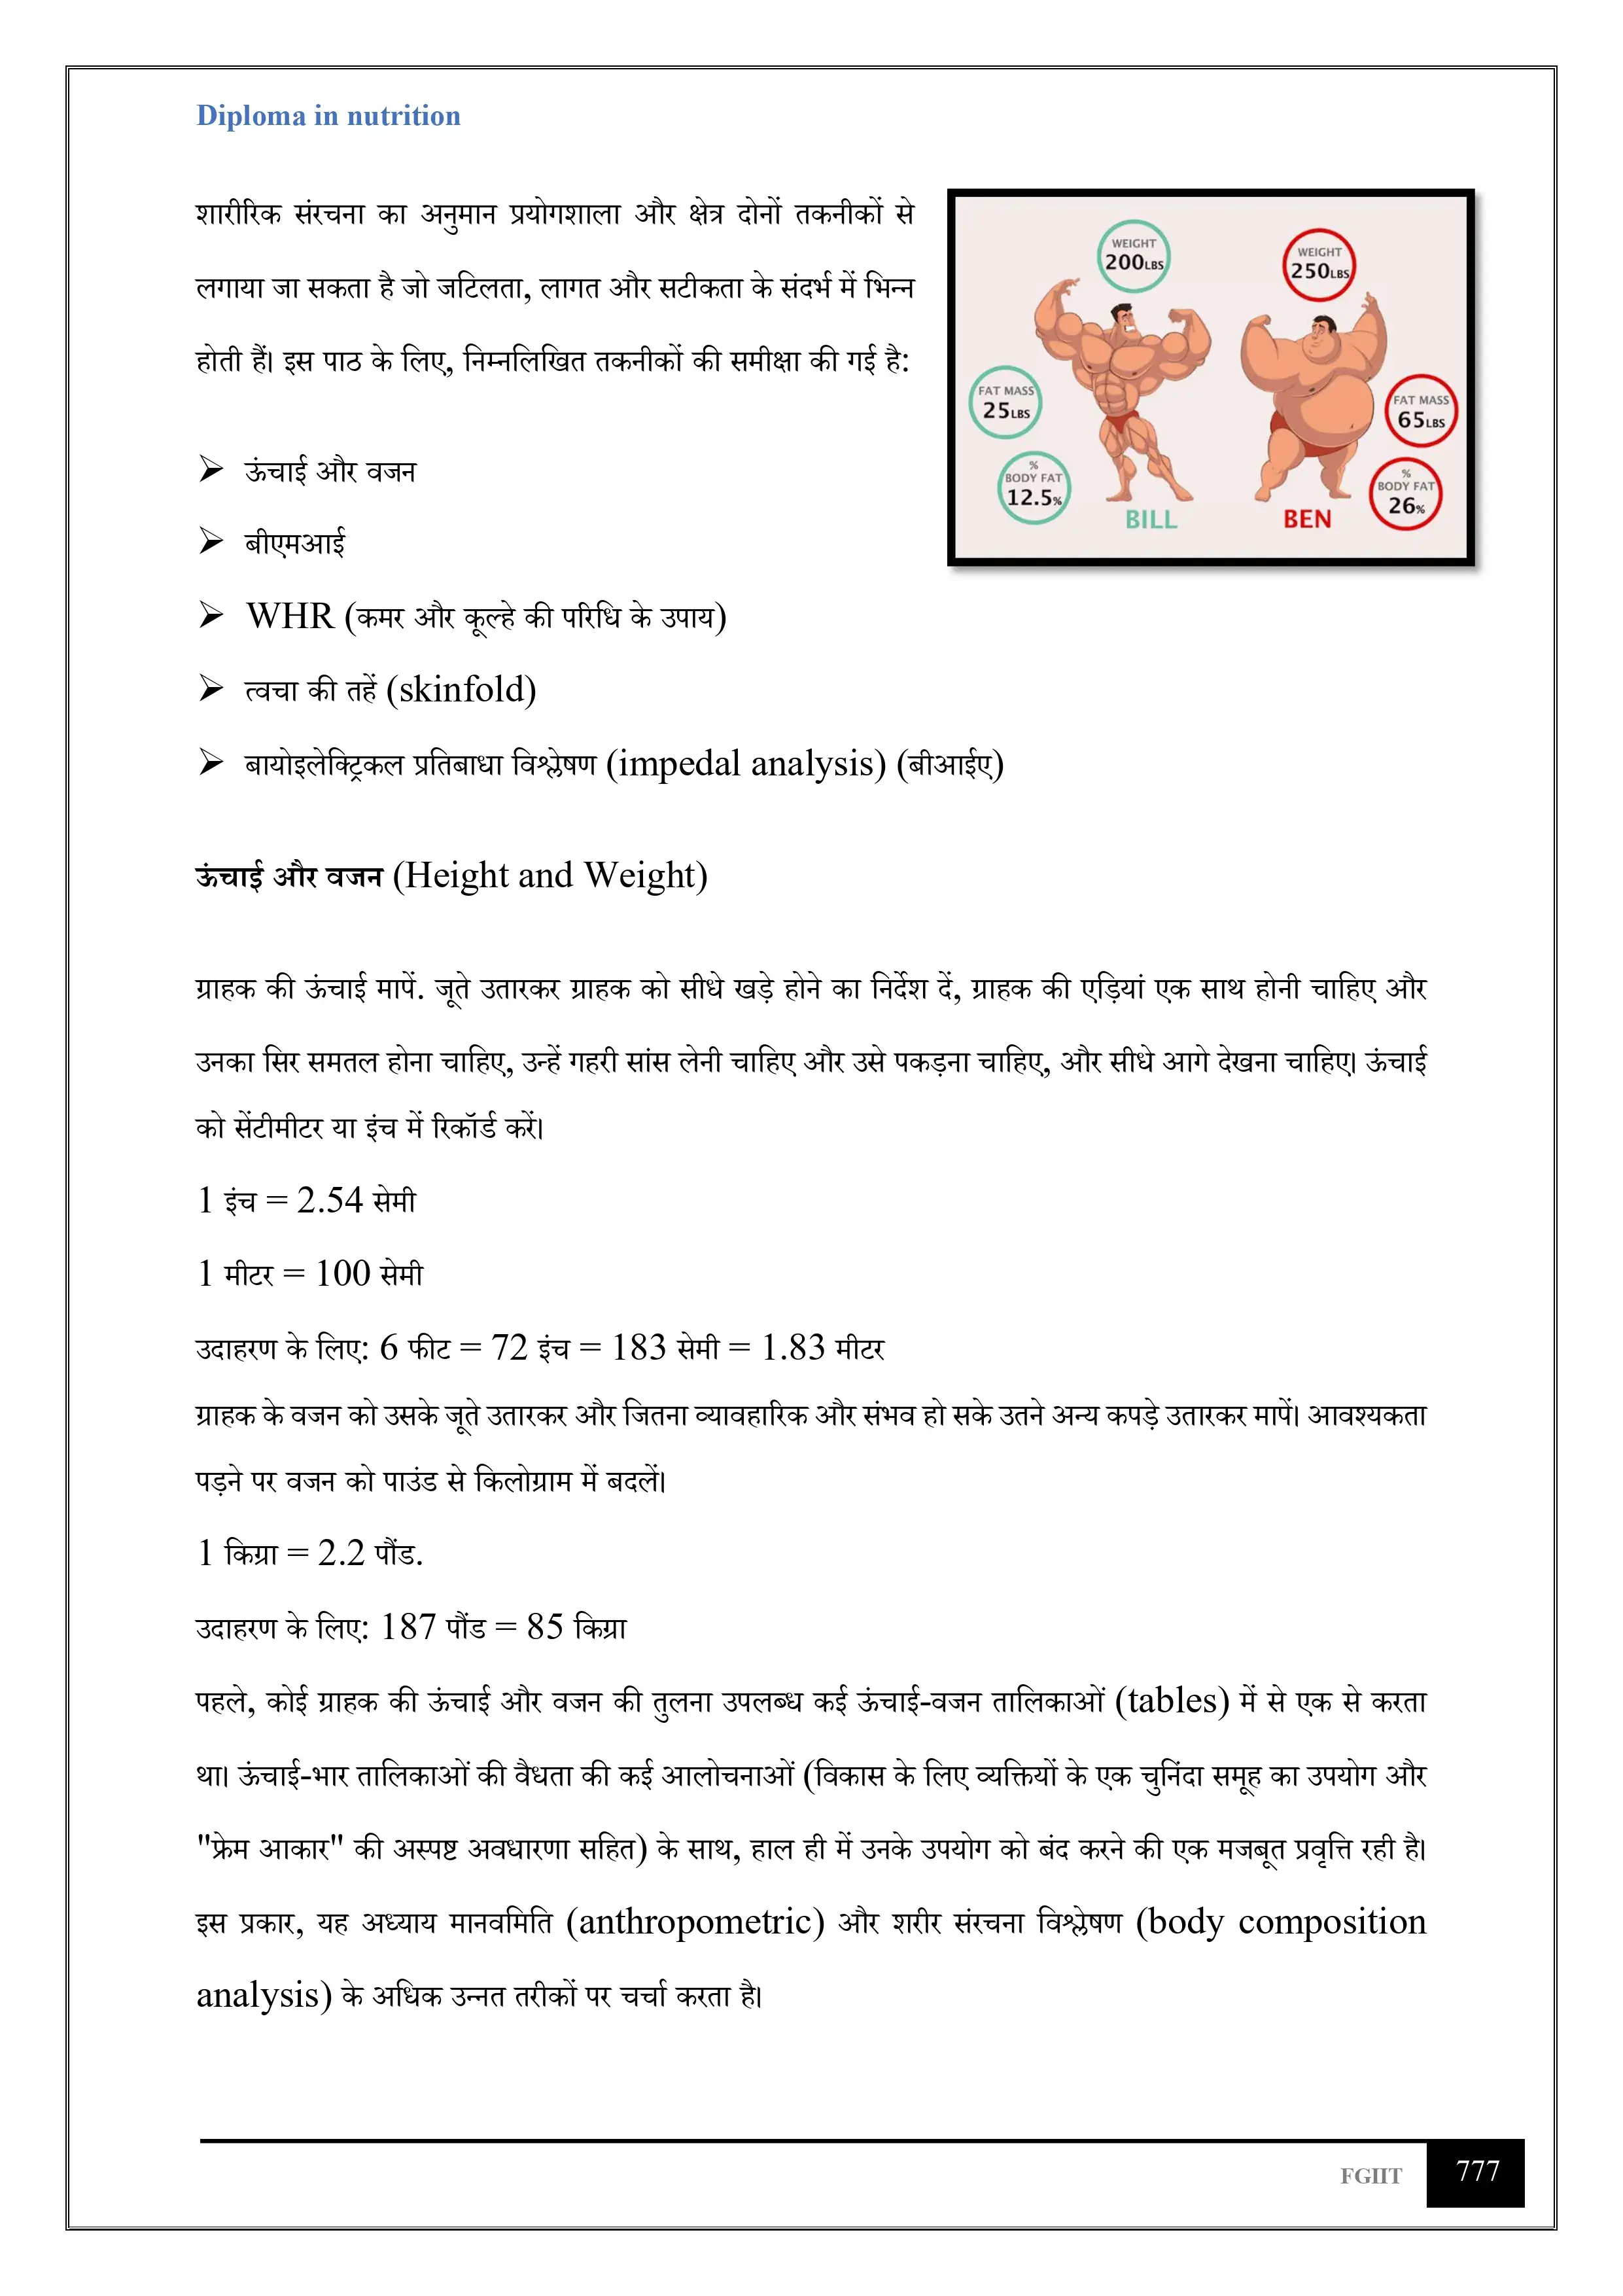 Diploma in nutrition
शारीरिक संरचना का अनुमान प्रयोगशाला और क्षेत्र दोनों तकनीकों से
लगाया जा सकता है जो जटिलता, लागत और सटीकता के संदर्भ में भिन्न
होती हैं। इस पाठ के लिए, निम्नलिखित तकनीकों की समीक्षा की गई है:
WEIGHT
200LBS
WEIGHT
250LBS
FAT MASS
25LBS
FAT MASS
65LBS
%
BODY FAT
12.5%
%
BODY FAT
26%
BILL
BEN
➢ ऊंचाई और वजन
➢ बीएमआई
➢ WHR (कमर और कूल्हे की परिधि के उपाय)
➢ त्वचा की तहें (skinfold)
➢ बायोइलेक्ट्रिकल प्रतिबाधा विश्लेषण (impedal analysis) (बीआईए)
ऊंचाई और वजन (Height and Weight)
ग्राहक की ऊंचाई मापें. जूते उतारकर ग्राहक को सीधे खड़े होने का निर्देश दें, ग्राहक की एड़ियां एक साथ होनी चाहिए और
उनका सिर समतल होना चाहिए, उन्हें गहरी सांस लेनी चाहिए और उसे पकड़ना चाहिए, और सीधे आगे देखना चाहिए। ऊंचाई
को सेंटीमीटर या इंच में रिकॉर्ड करें।
1 इंच = 2.54 सेमी
1 मीटर = 100 सेमी
उदाहरण के लिए: 6 फीट = 72 इंच = 183 सेमी = 1.83 मीटर
ग्राहक के वजन को उसके जूते उतारकर और जितना व्यावहारिक और संभव हो सके उतने अन्य कपड़े उतारकर मापें। आवश्यकता
पड़ने पर वजन को पाउंड से किलोग्राम में बदलें।
1 किग्रा = 2.2 पौंड.
उदाहरण के लिए: 187 पौंड = 85 किग्रा
पहले, कोई ग्राहक की ऊंचाई और वजन की तुलना उपलब्ध कई ऊंचाई-वजन तालिकाओं (tables) में से एक से करता
था। ऊंचाई-भार तालिकाओं की वैधता की कई आलोचनाओं (विकास के लिए व्यक्तियों के एक चुनिंदा समूह का उपयोग और
"फ्रेम आकार" की अस्पष्ट अवधारणा सहित) के साथ, हाल ही में उनके उपयोग को बंद करने की एक मजबूत प्रवृत्ति रही है।
इस प्रकार, यह अध्याय मानवमिति (anthropometric) और शरीर संरचना विश्लेषण (body composition
analysis) के अधिक उन्नत तरीकों पर चर्चा करता है।
FGIIT 777